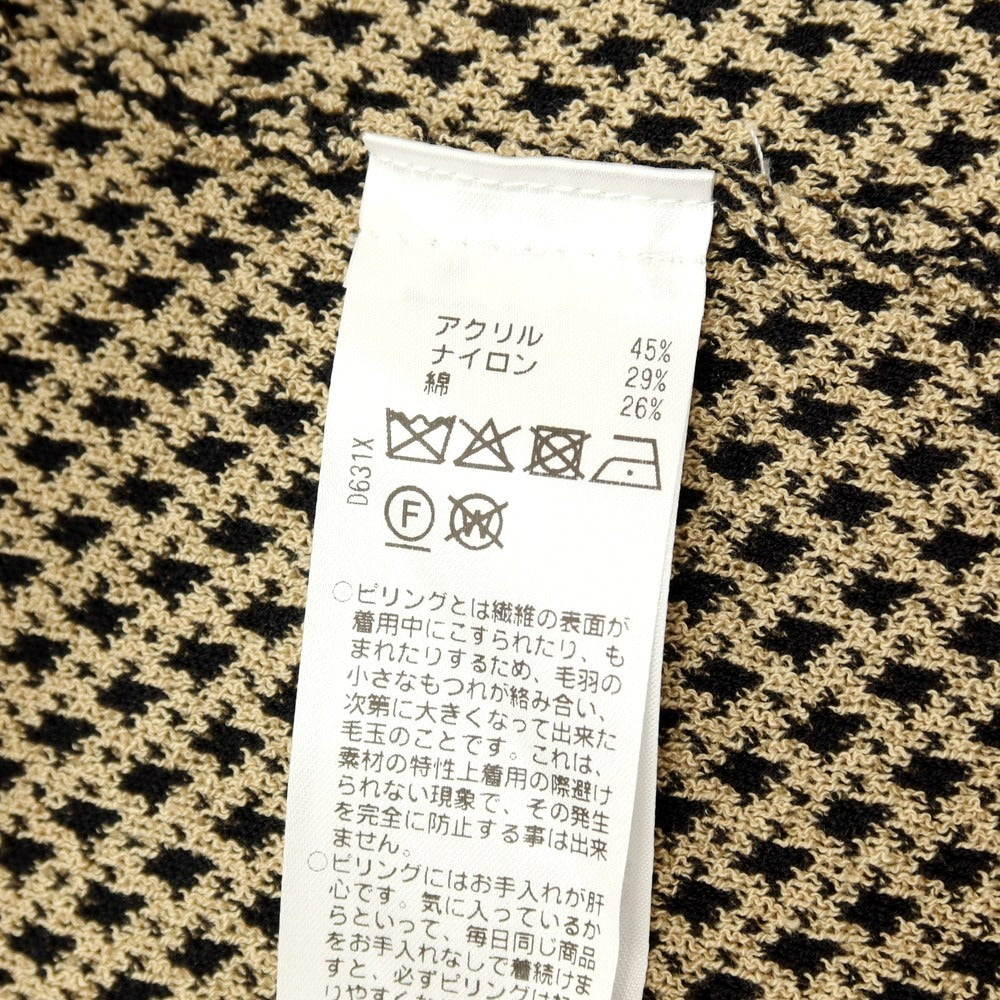 アクリル 45%
ナイロン 29%
綿 26%
D631X
F W
○ピリングとは繊維の表面が
着用中にこすられたり、も
まれたりするため、毛羽の
小さなもつれが絡み合い、
次第に大きくなって出来た
毛玉のことです。これは、
素材の特性上着用の際避け
られない現象で、その発生
を完全に防止する事は出来
ません。
○ピリングにはお手入れが肝
心です。気に入っているか
らといって、毎日同じ商品
をお手入れなしで着続けま
すと、必ずピリングは
りやすく